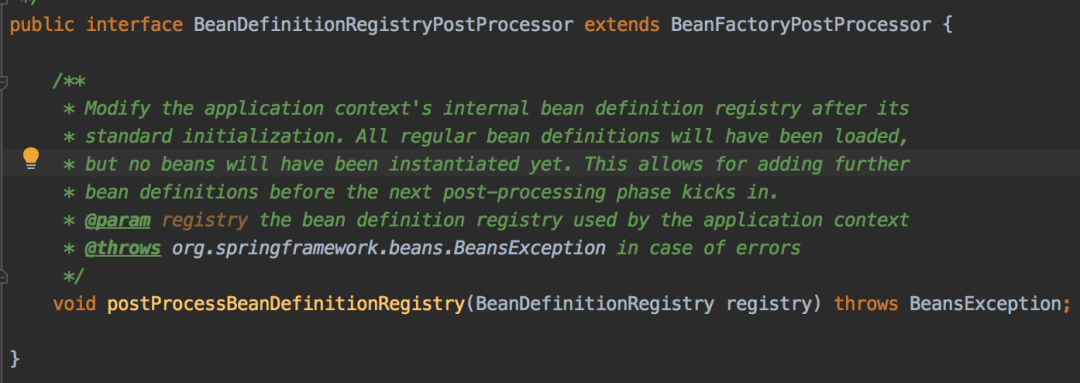 */
public interface BeanDefinitionRegistryPostProcessor extends BeanFactoryPostProcessor {
/**
* Modify the application context's internal bean definition registry after its
* standard initialization. All regular bean definitions will have been loaded,
* but no beans will have been instantiated yet. This allows for adding further
* bean definitions before the next post-processing phase kicks in.
* @param registry the bean definition registry used by the application context
* @throws org.springframework.beans.BeansException in case of errors
*/
void postProcessBeanDefinitionRegistry(BeanDefinitionRegistry registry) throws BeansException;
}